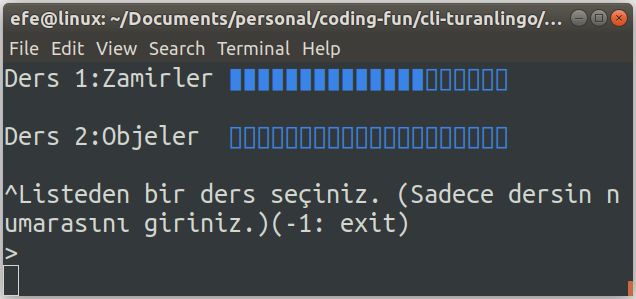 efe@linux: ~/Documents/personal/coding-fun/cli-turanlingo/...
File Edit View Search Terminal Help
Ders 1:Zamirler ▮▮▮▮▮▮▮▮▮▮▮▮▮▮▯▯▯▯▯▯
Ders 2:Objeler ▯▯▯▯▯▯▯▯▯▯▯▯▯▯▯▯▯▯▯▯
^Listeden bir ders seçiniz. (Sadece dersin n
umarasını giriniz.)(-1: exit)
>